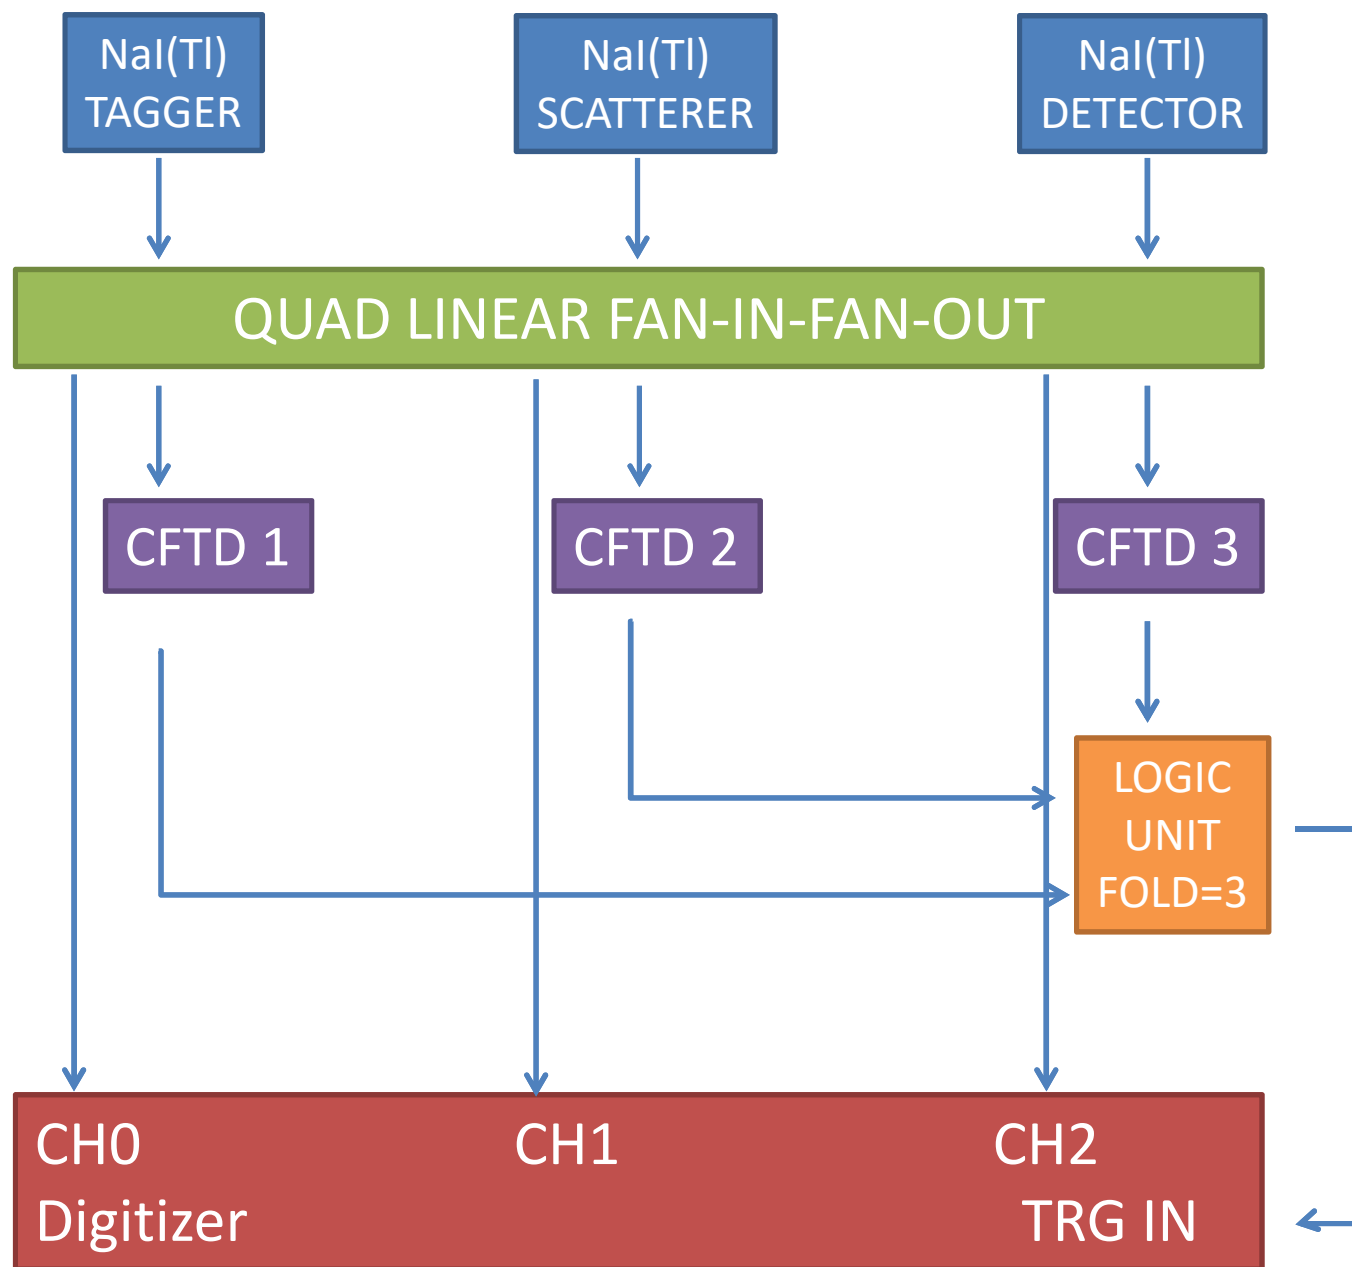 NaI(Tl)
TAGGER
NaI(Tl)
SCATTERER
NaI(Tl)
DETECTOR
QUAD LINEAR FAN-IN-FAN-OUT
CFTD 1
CFTD 2
CFTD 3
LOGIC
UNIT
FOLD=3
CH0 CH1 CH2
Digitizer TRG IN